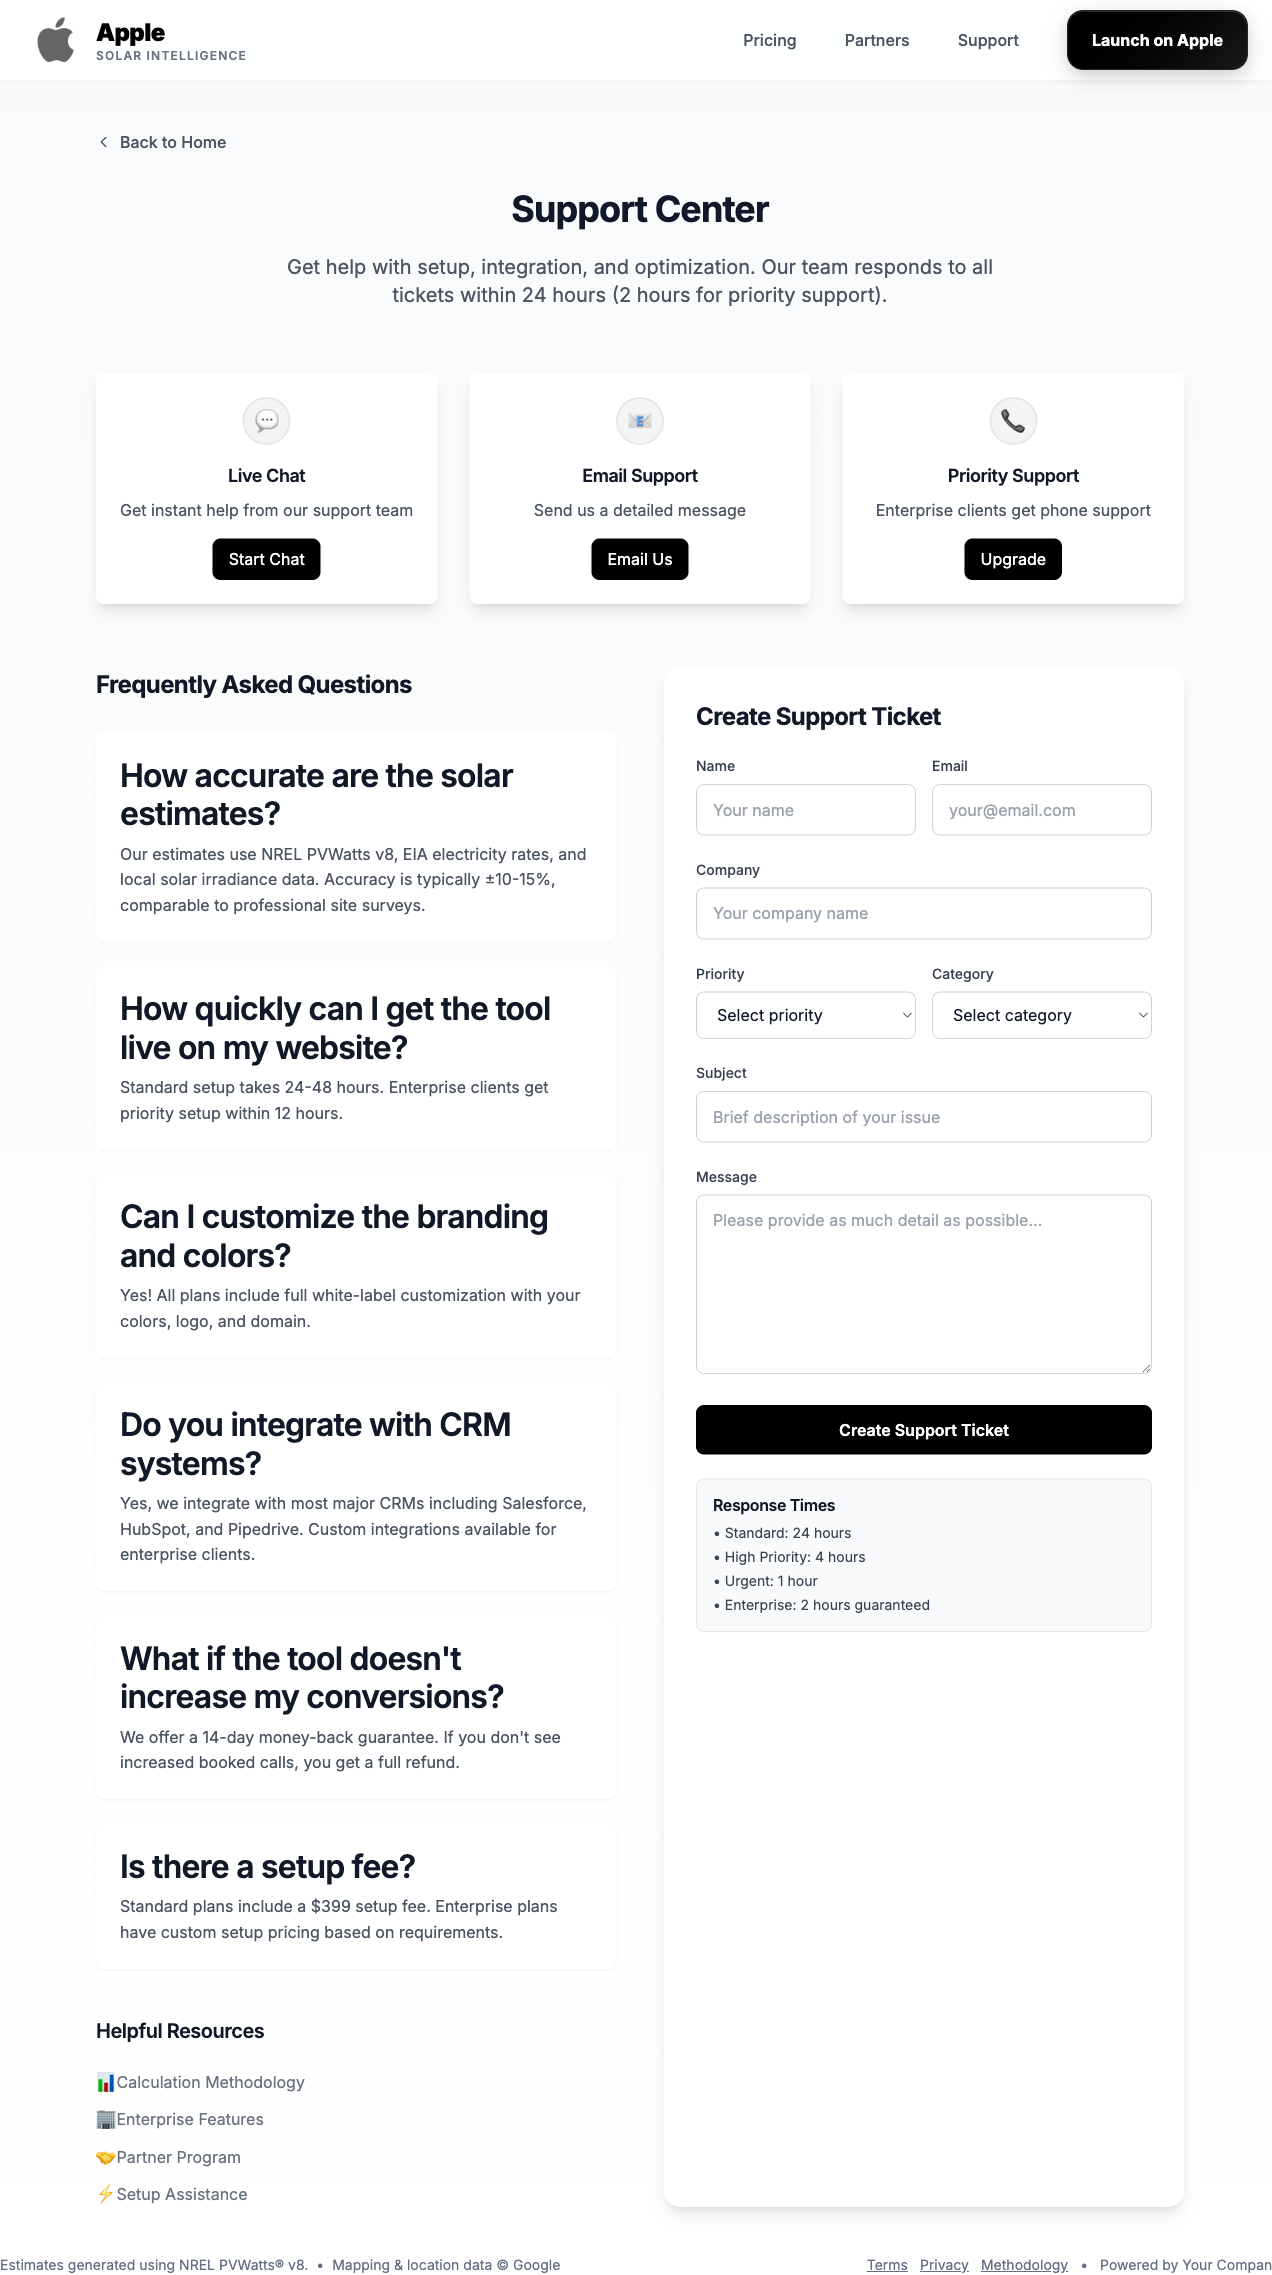 Apple
SOLAR INTELLIGENCE
Pricing
Partners
Support
Launch on Apple
Back to Home
Support Center
Get help with setup, integration, and optimization. Our team responds to all
tickets within 24 hours (2 hours for priority support).
Live Chat
Get instant help from our support team
Start Chat
Email Support
Send us a detailed message
Email Us
Priority Support
Enterprise clients get phone support
Upgrade
Frequently Asked Questions
How accurate are the solar
estimates?
Our estimates use NREL PVWatts v8, EIA electricity rates, and
local solar irradiance data. Accuracy is typically ±10-15%,
comparable to professional site surveys.
How quickly can I get the tool
live on my website?
Standard setup takes 24-48 hours. Enterprise clients get
priority setup within 12 hours.
Can I customize the branding
and colors?
Yes! All plans include full white-label customization with your
colors, logo, and domain.
Do you integrate with CRM
systems?
Yes, we integrate with most major CRMs including Salesforce,
HubSpot, and Pipedrive. Custom integrations available for
enterprise clients.
What if the tool doesn't
increase my conversions?
We offer a 14-day money-back guarantee. If you don't see
increased booked calls, you get a full refund.
Is there a setup fee?
Standard plans include a $399 setup fee. Enterprise plans
have custom setup pricing based on requirements.
Helpful Resources
📊Calculation Methodology
🏢Enterprise Features
🤝Partner Program
⚡Setup Assistance
Create Support Ticket
Name
Your name
Email
your@email.com
Company
Your company name
Priority
Select priority
Category
Select category
Subject
Brief description of your issue
Message
Please provide as much detail as possible...
Create Support Ticket
Response Times
• Standard: 24 hours
• High Priority: 4 hours
• Urgent: 1 hour
• Enterprise: 2 hours guaranteed
Estimates generated using NREL PVWatts® v8. • Mapping & location data © Google
Terms Privacy Methodology • Powered by Your Compan